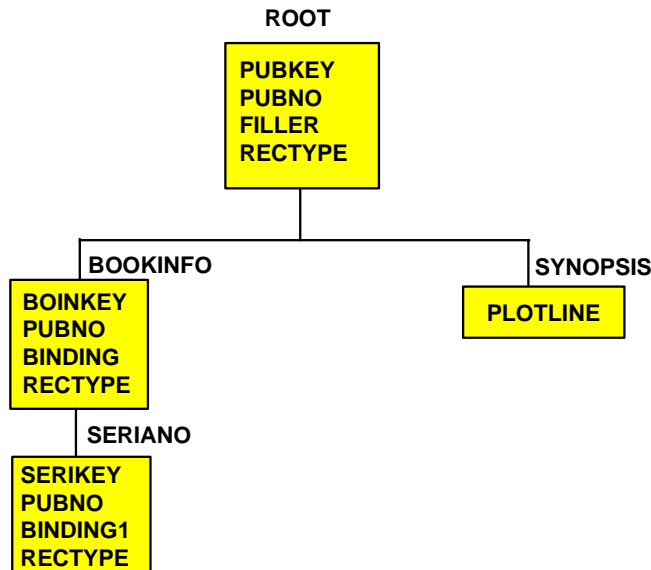 ROOT
PUBKEY
PUBNO
FILLER
RECTYPE
BOOKINFO
BOINKEY
PUBNO
BINDING
RECTYPE
SYNOPSIS
PLOTLINE
SERIANO
SERIKEY
PUBNO
BINDING1
RECTYPE